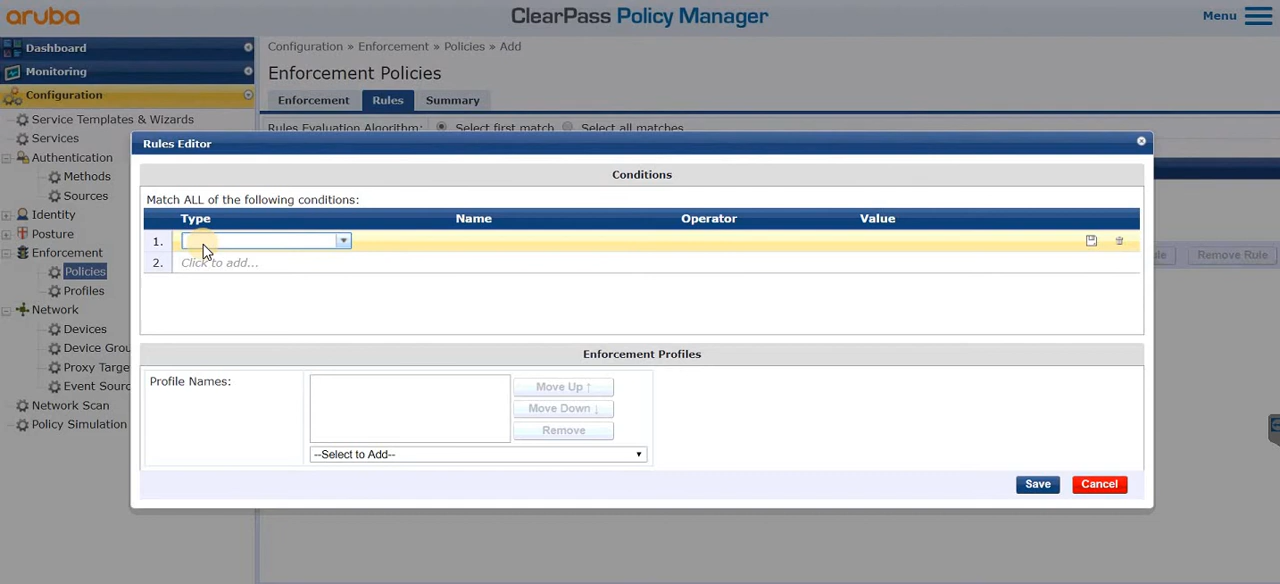 aruba
ClearPass Policy Manager
Menu
Dashboard
Monitoring
Configuration
Service Templates & Wizards
Services
Authentication
Methods
Sources
Identity
Posture
Enforcement
Policies
Profiles
Network
Devices
Device Grou
Proxy Targe
Event Sourc
Network Scan
Policy Simulation
Configuration » Enforcement » Policies » Add
Enforcement Policies
Enforcement Rules Summary
Rules Evaluation Algorithm: Select first match Select all matches
Remove Rule
Rules Editor
Conditions
Match ALL of the following conditions:
Type Name Operator Value
1.
2. Click to add...
Enforcement Profiles
Profile Names:
Move Up ↑
Move Down ↓
Remove
--Select to Add--
Save Cancel